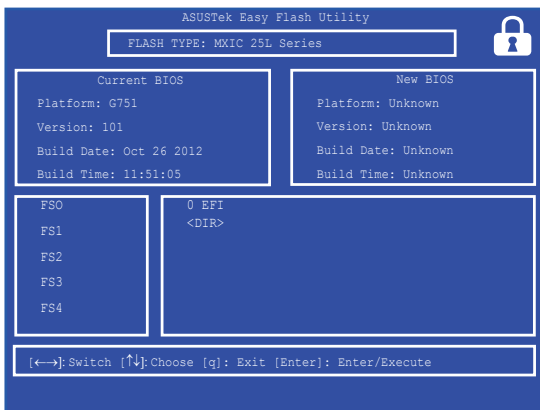 ASUSTek Easy Flash Utility
FLASH TYPE: MXIC 25L Series
Current BIOS
Platform: G751
Version: 101
Build Date: Oct 26 2012
Build Time: 11:51:05
New BIOS
Platform: Unknown
Version: Unknown
Build Date: Unknown
Build Time: Unknown
FSO
FS1
FS2
FS3
FS4
0 EFI
<DIR>
[←→]: Switch [↑↓]: Choose [q]: Exit [Enter]: Enter/Execute